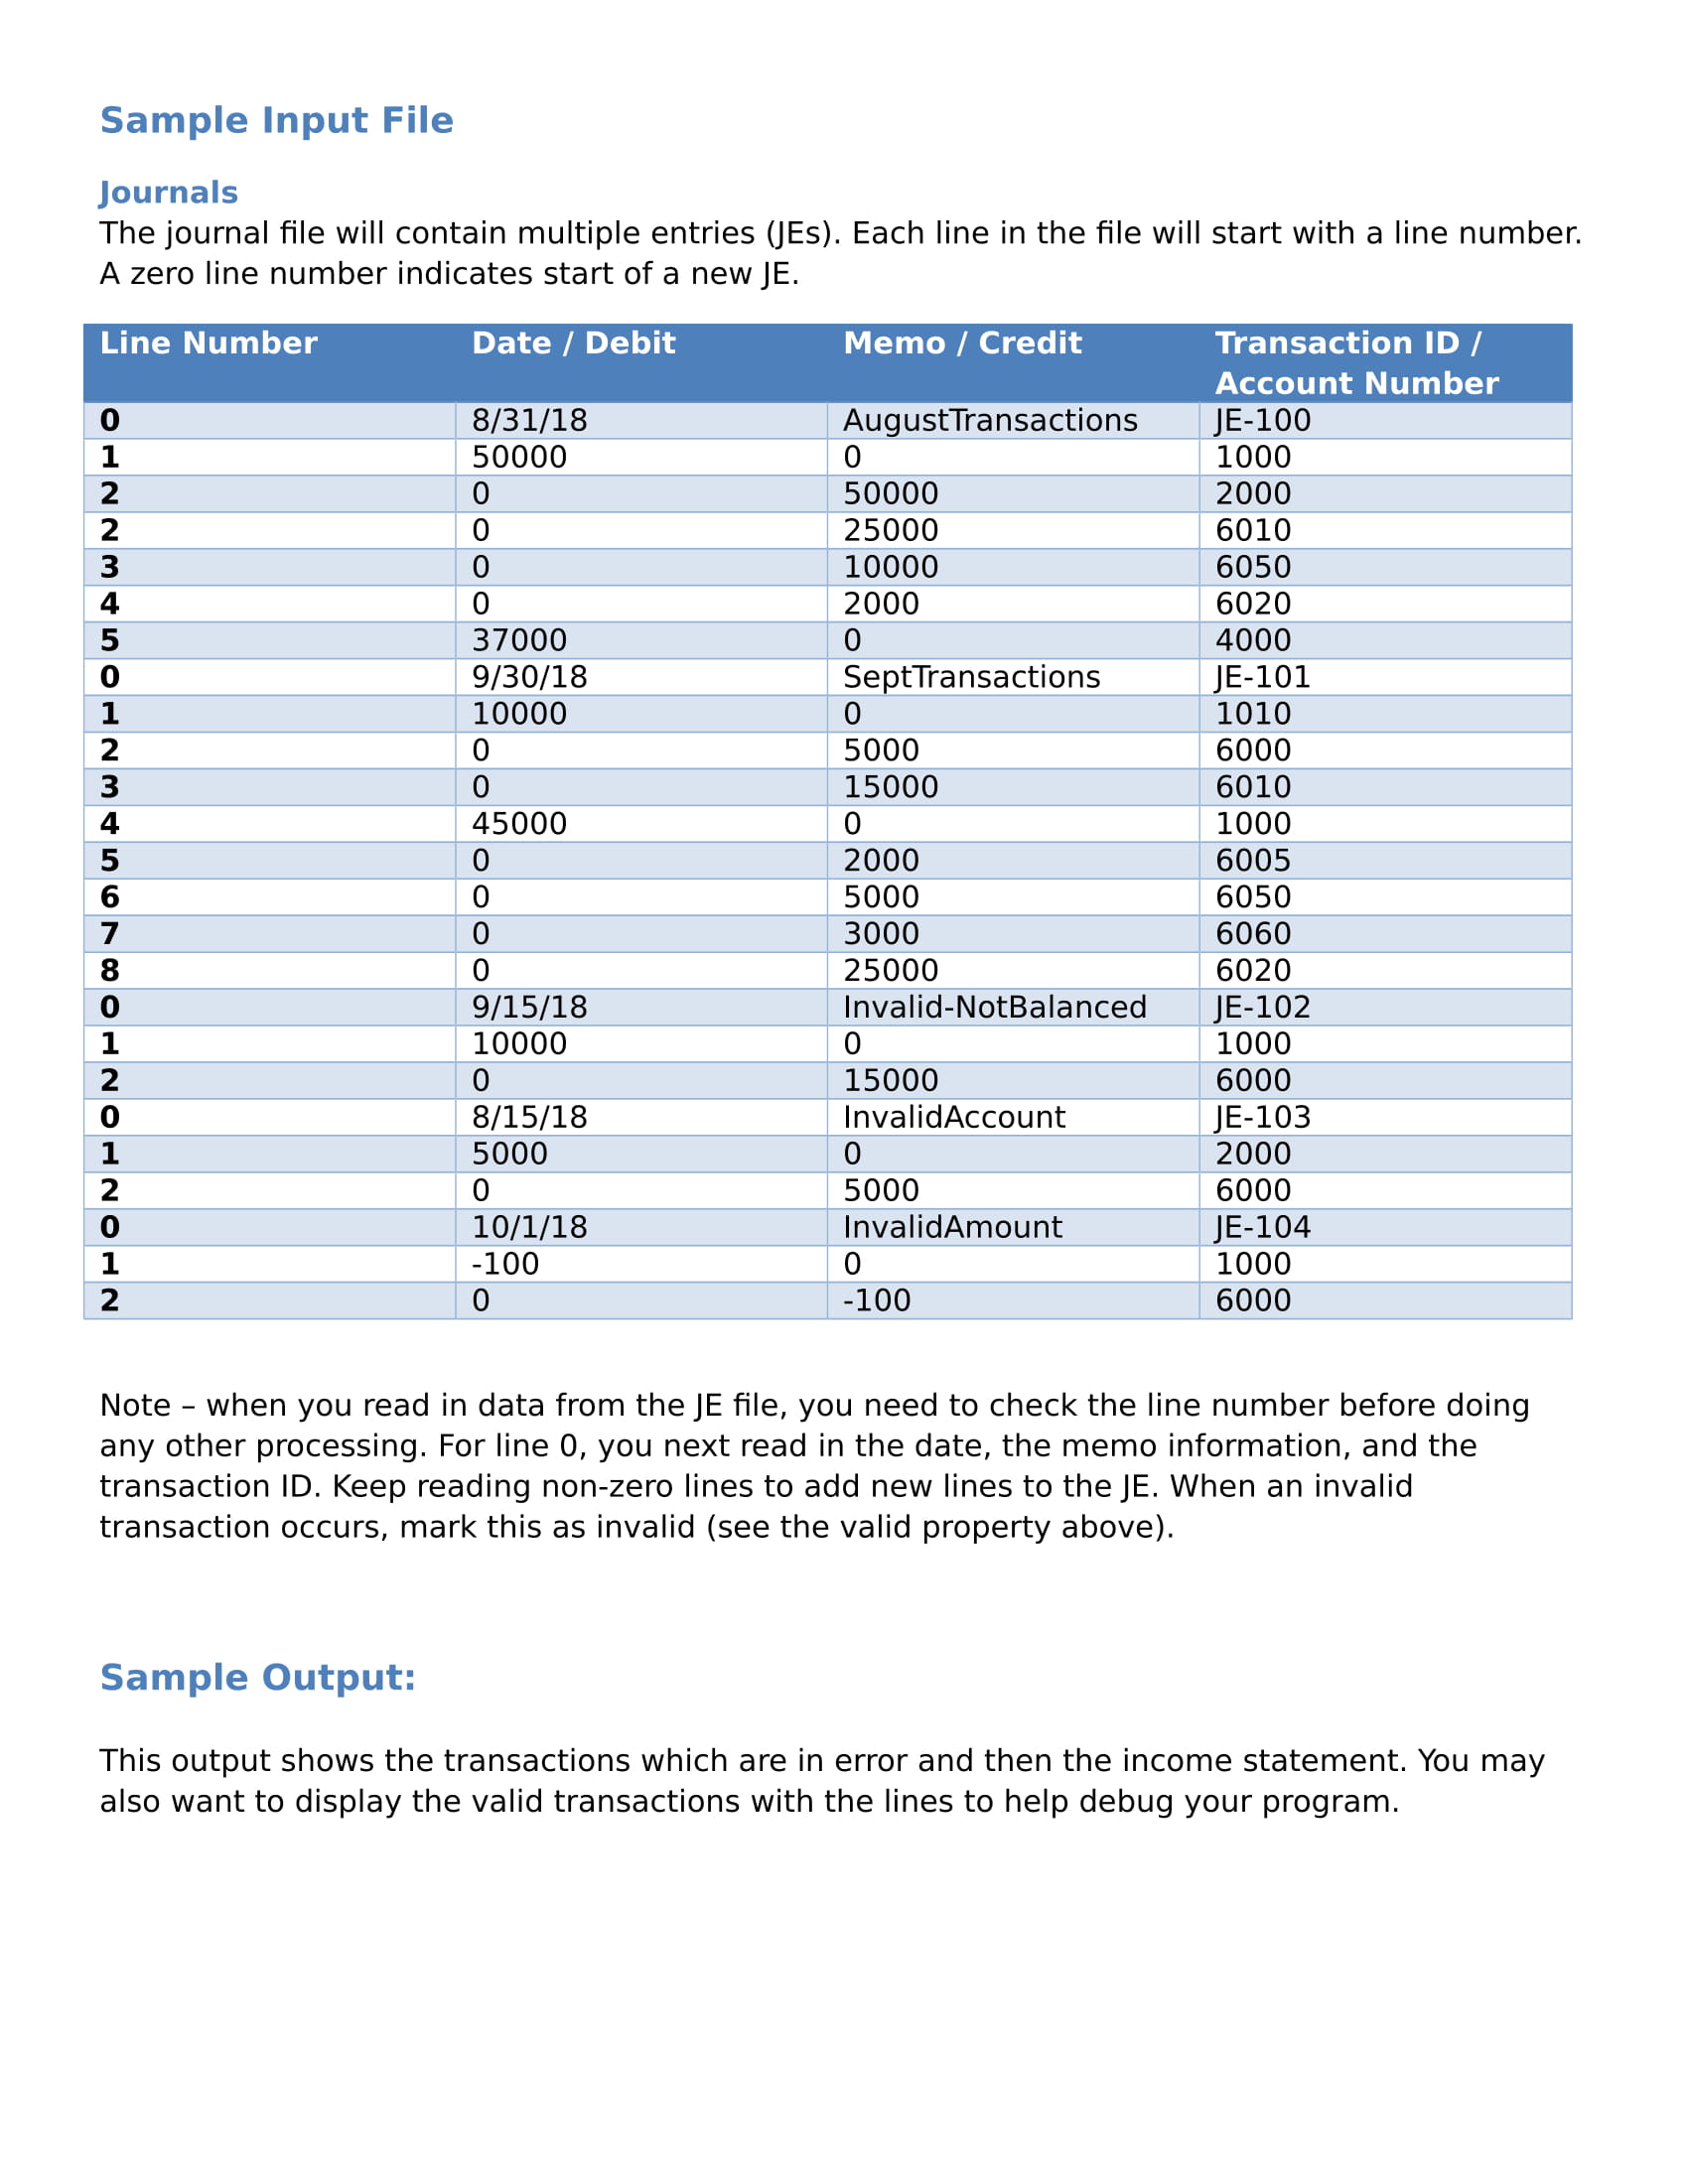 Sample Input File
Journals
The journal file will contain multiple entries (JEs). Each line in the file will start with a line number.
A zero line number indicates start of a new JE.
Line Number Date / Debit Memo / Credit Transaction ID /
Account Number
0 8/31/18 AugustTransactions JE-100
1 50000 0 1000
2 0 50000 2000
2 0 25000 6010
3 0 10000 6050
4 0 2000 6020
5 37000 0 4000
0 9/30/18 SeptTransactions JE-101
1 10000 0 1010
2 0 5000 6000
3 0 15000 6010
4 45000 0 1000
5 0 2000 6005
6 0 5000 6050
7 0 3000 6060
8 0 25000 6020
0 9/15/18 Invalid-NotBalanced JE-102
1 10000 0 1000
2 0 15000 6000
0 8/15/18 InvalidAccount JE-103
1 5000 0 2000
2 0 5000 6000
0 10/1/18 InvalidAmount JE-104
1 -100 0 1000
2 0 -100 6000
Note – when you read in data from the JE file, you need to check the line number before doing
any other processing. For line 0, you next read in the date, the memo information, and the
transaction ID. Keep reading non-zero lines to add new lines to the JE. When an invalid
transaction occurs, mark this as invalid (see the valid property above).
Sample Output:
This output shows the transactions which are in error and then the income statement. You may
also want to display the valid transactions with the lines to help debug your program.